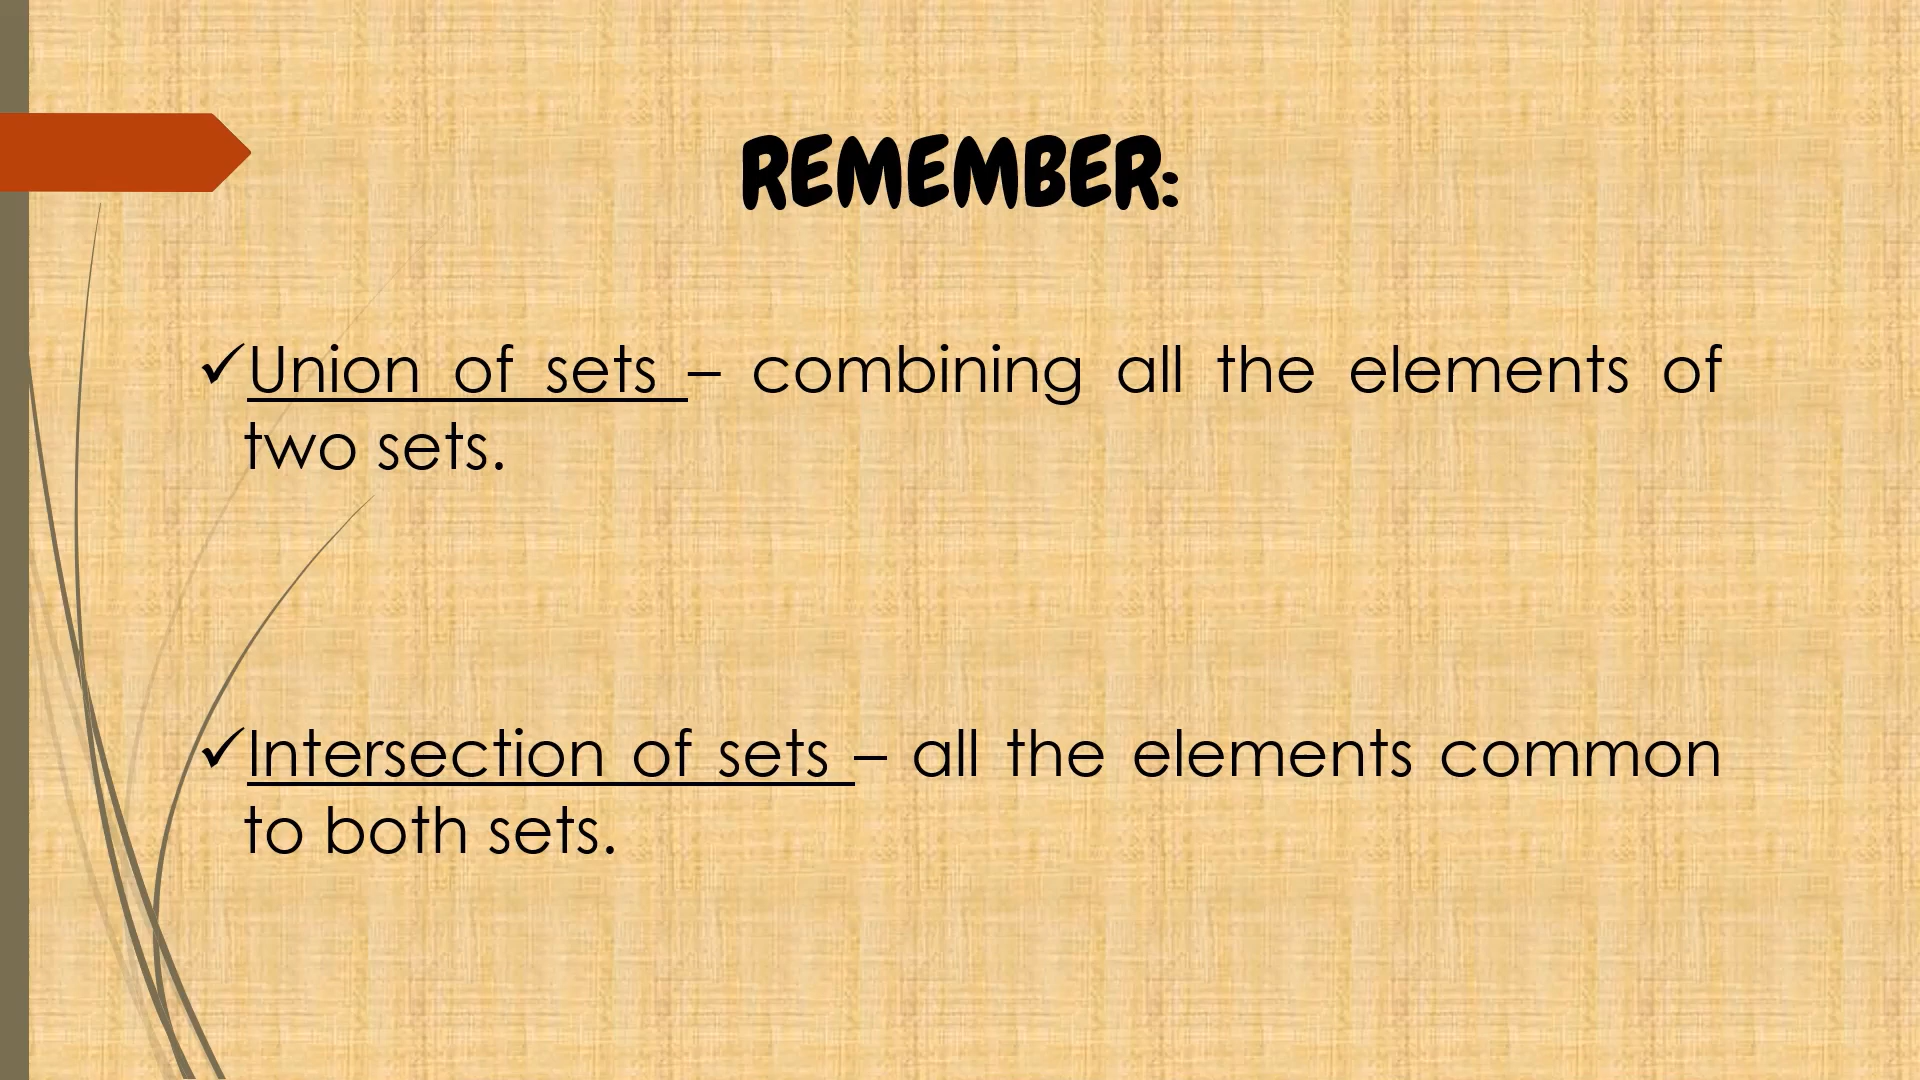 REMEMBER:
✓Union of sets – combining all the elements of
two sets.
✓Intersection of sets – all the elements common
to both sets.